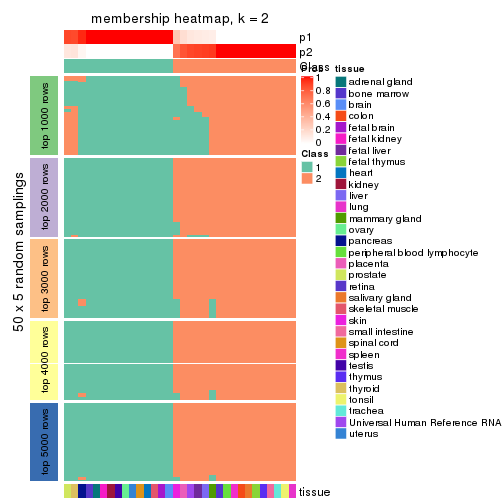 membership heatmap, k = 2
p1
p2
Class
50 x 5 random samplings
top 1000 rows
top 2000 rows
top 3000 rows
top 4000 rows
top 5000 rows
1
0.8
0.6
0.4
0.2
0
Class
1
2
tissue
adrenal gland
bone marrow
brain
colon
fetal brain
fetal kidney
fetal liver
fetal thymus
heart
kidney
liver
lung
mammary gland
ovary
pancreas
peripheral blood lymphocyte
placenta
prostate
retina
salivary gland
skeletal muscle
skin
small intestine
spinal cord
spleen
testis
thymus
thyroid
tonsil
trachea
Universal Human Reference RNA
uterus
tissue